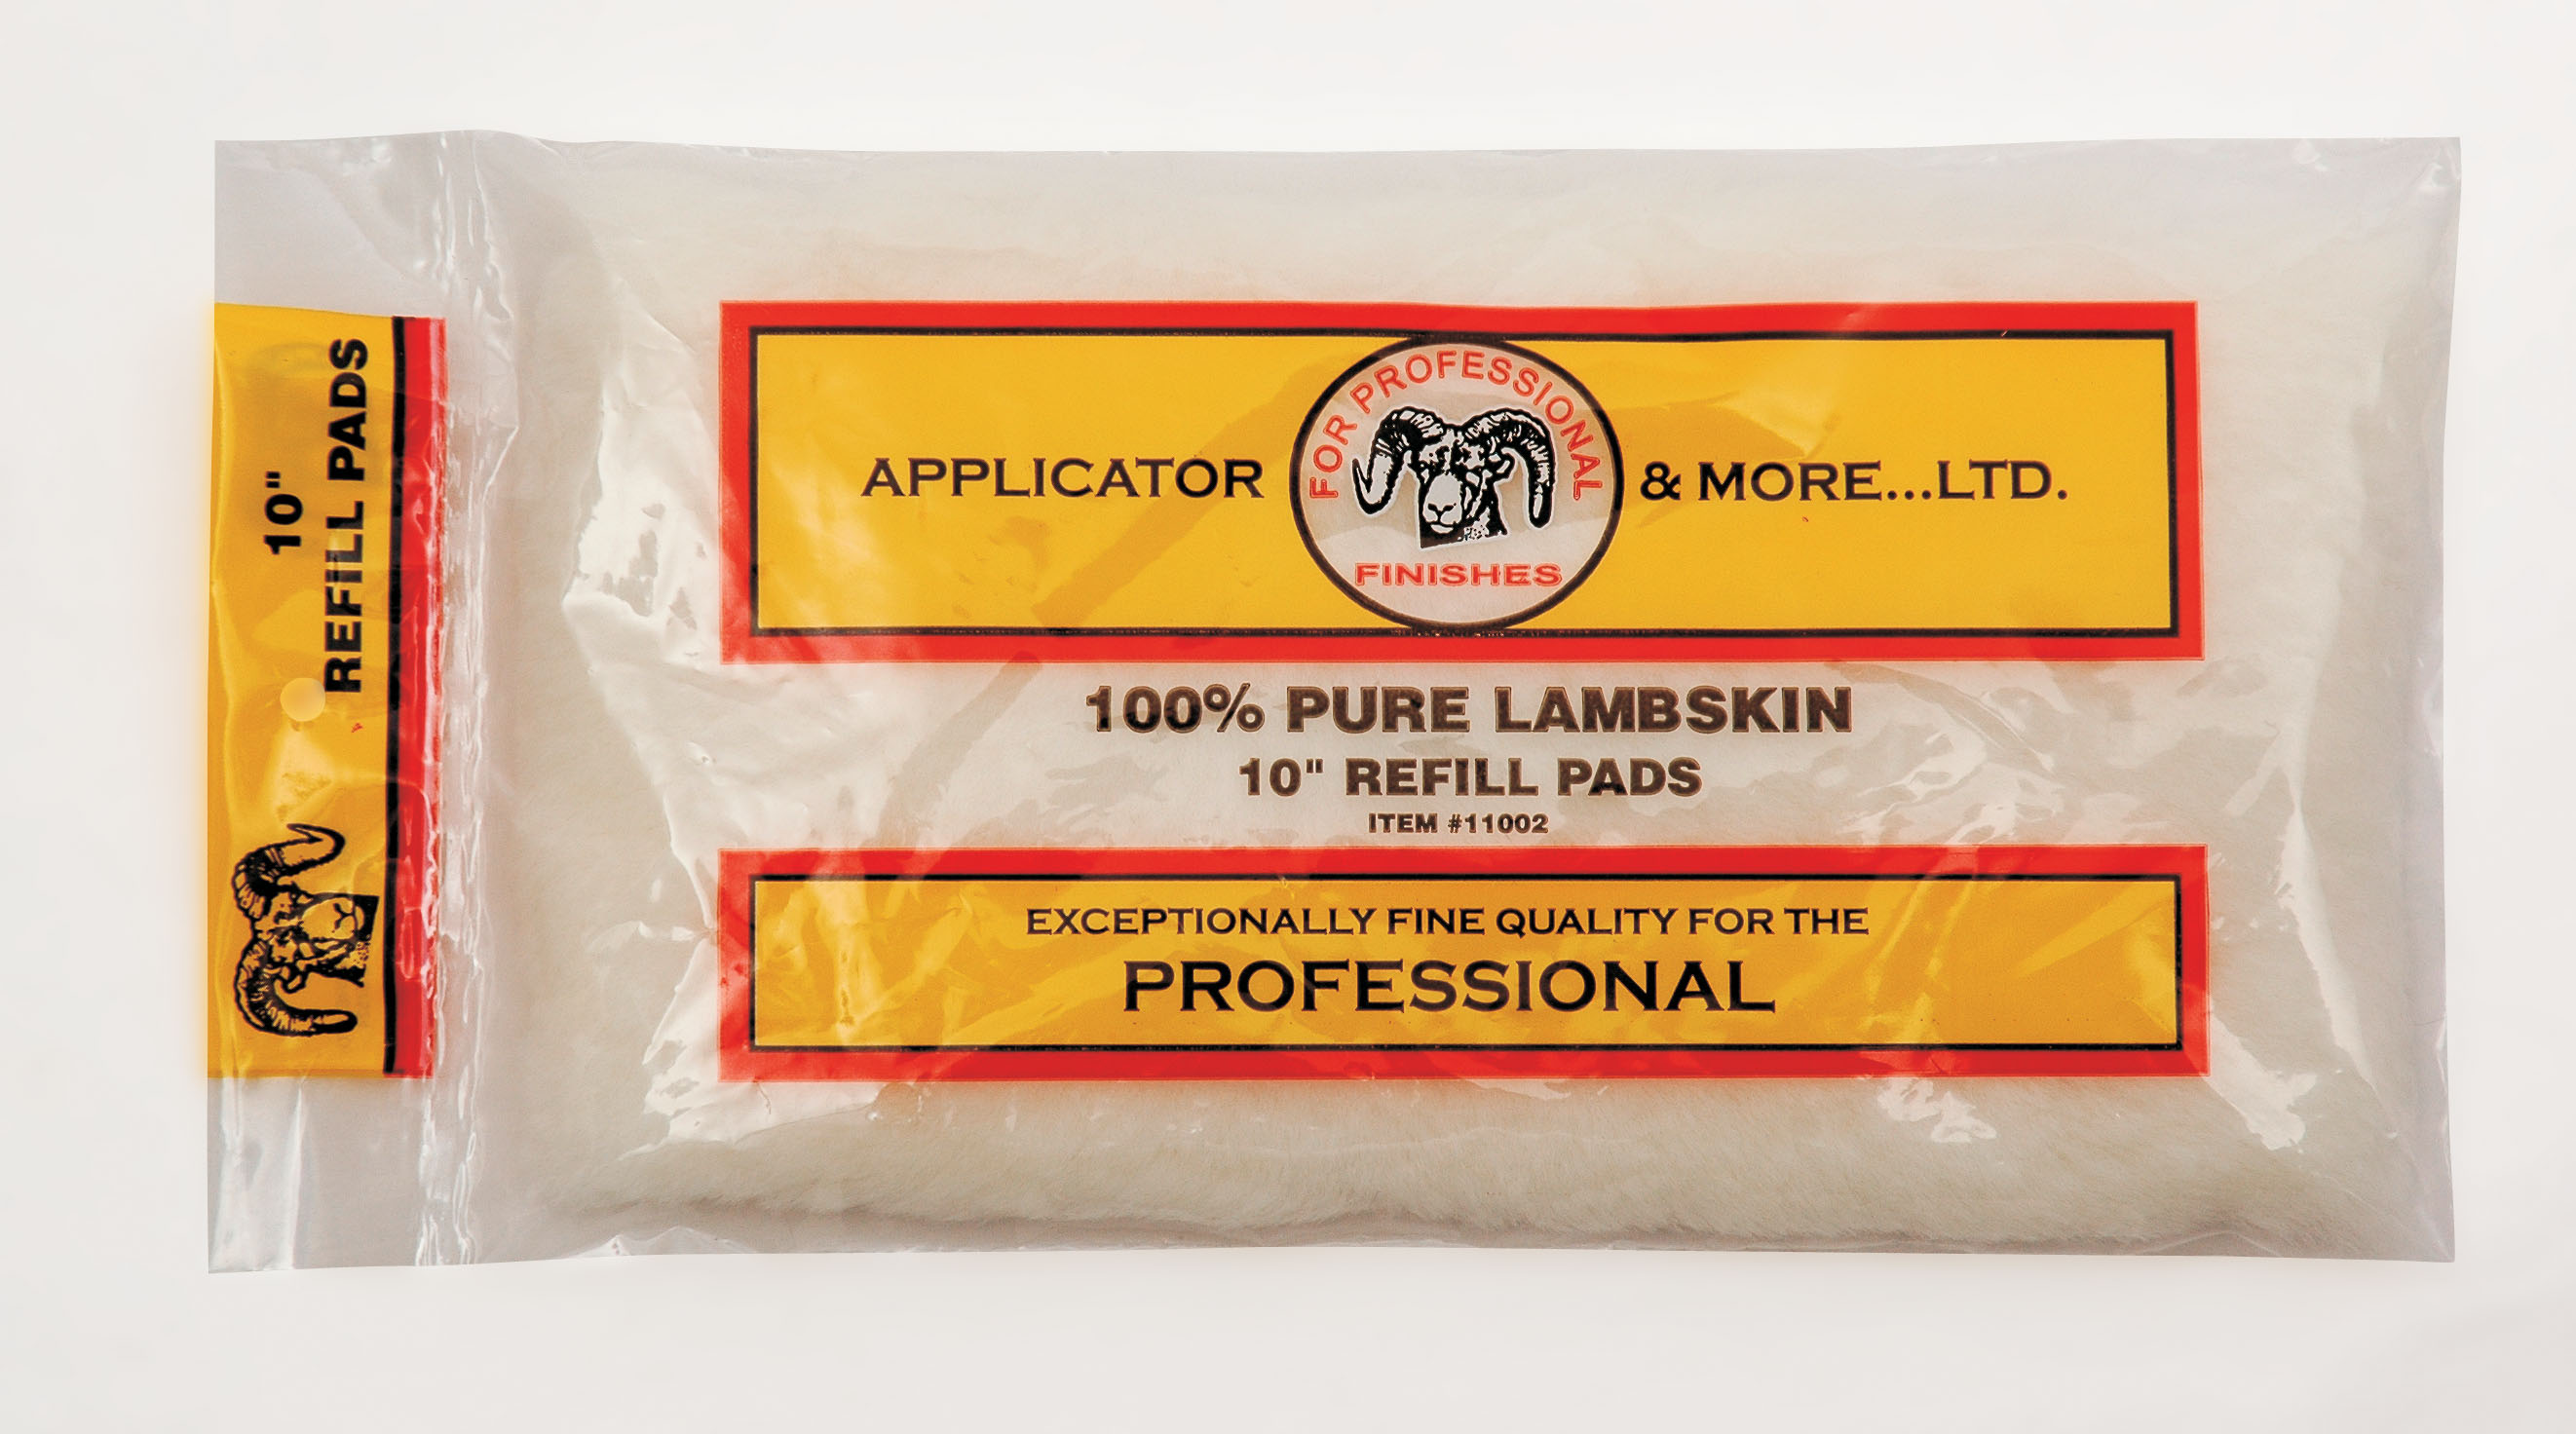 10"
REFiLL PADS
APPLICATOR
FOR PROFESSIONAL
FINISHES
& MORE...LTD.
100% PURE LAMBSKIN
10" REFILL PADS
ITEM #11002
EXCEPTIONALLY FINE QUALITY FOR THE
PROFESSIONAL